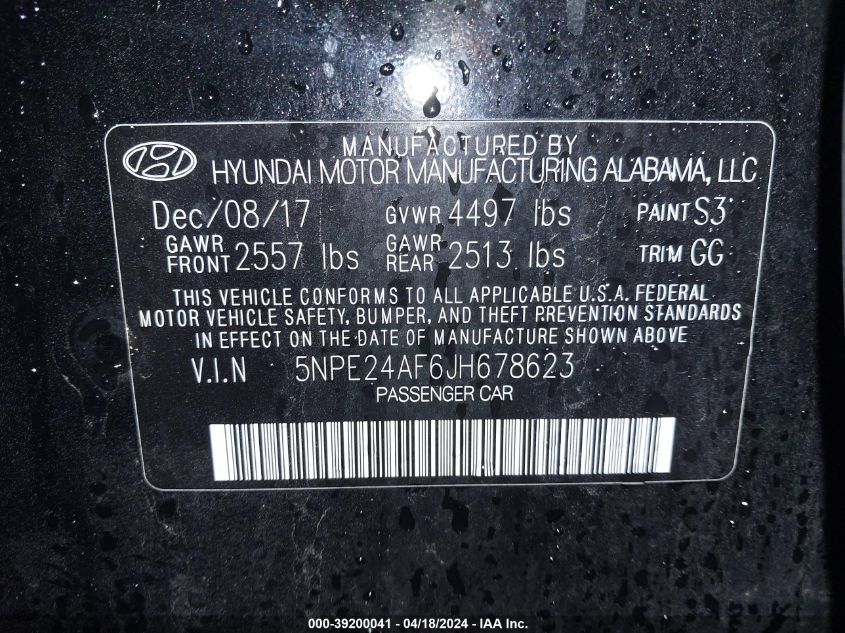 MANUFACTURED BY
HYUNDAI MOTOR MANUFACTURING ALABAMA, LLC
Dec/08/17 GVWR 4497 lbs PAINT S3
GAWR FRONT 2557 lbs GAWR REAR 2513 lbs TRIM GG
THIS VEHICLE CONFORMS TO ALL APPLICABLE U.S.A. FEDERAL
MOTOR VEHICLE SAFETY, BUMPER, AND THEFT PREVENTION STANDARDS
IN EFFECT ON THE DATE OF MANUFACTURE SHOWN ABOVE
V.I.N 5NPE24AF6JH678623
PASSENGER CAR
000-39200041 - 04/18/2024 - IAA Inc.